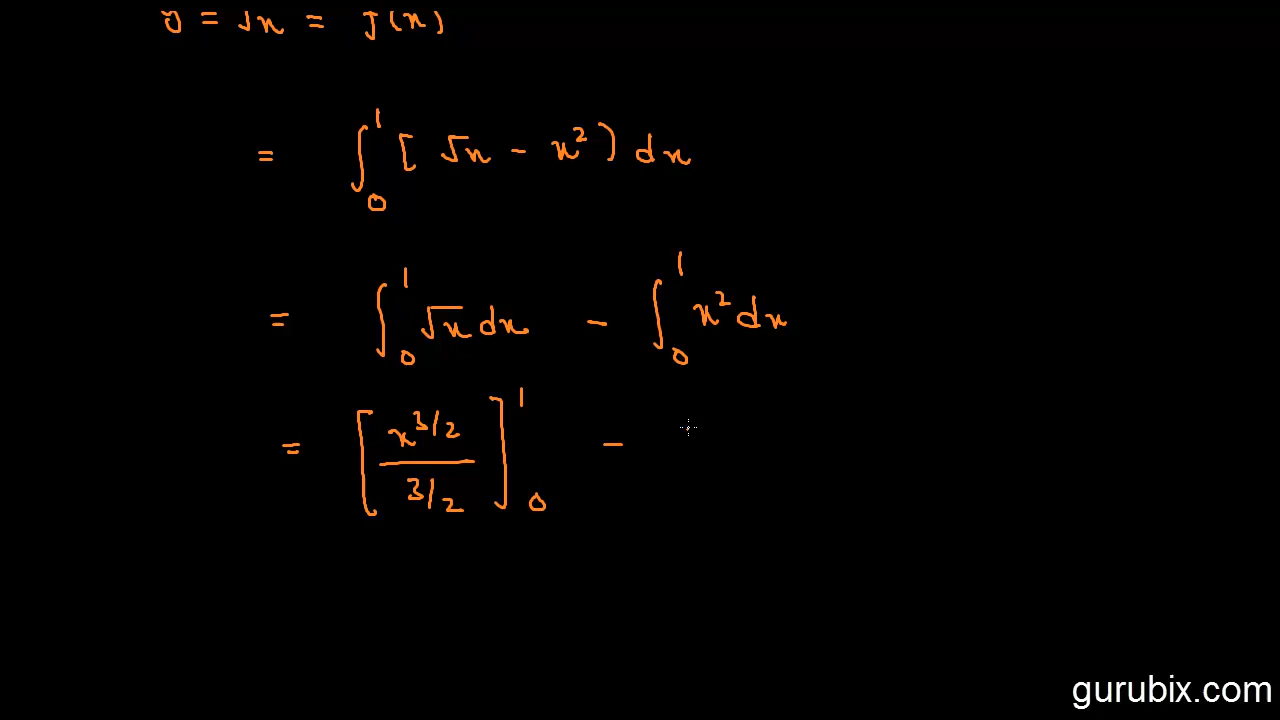 y = √x = f(x)
= ∫₀¹ [ √x - x² ) dx
= ∫₀¹ √x dx - ∫₀¹ x² dx
= [ x^3/2 / 3/2 ]₀¹ -
gurubix.com